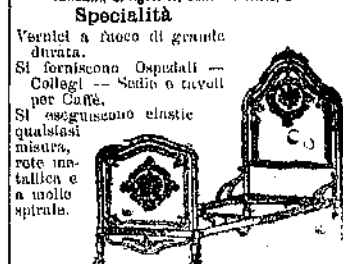 Specialità
Vernici a fuoco di grande
durata.
Si forniscono Ospedali —
Collegi — Sedie e tavoli
per Caffè.
Si eseguiscono elastic
qualsiasi
misura,
rete me-
tallica e
a molle
spirale.